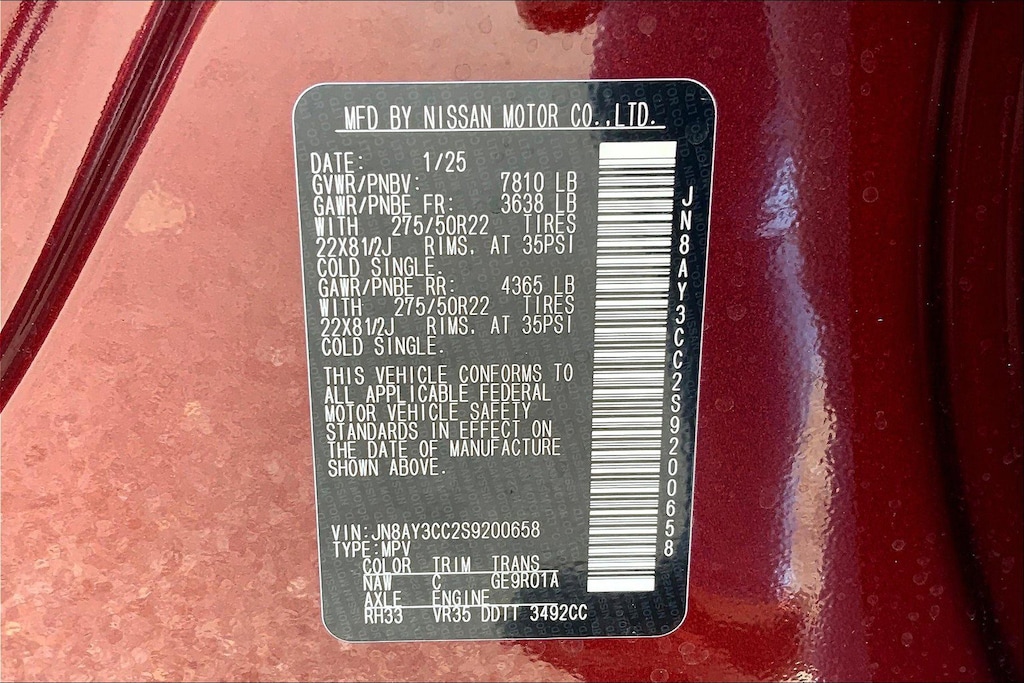 MFD BY NISSAN MOTOR CO.,LTD.
DATE: 1/25
GVWR/PNBV: 7810 LB
GAWR/PNBE FR: 3638 LB
WITH 275/50R22 TIRES
22X81/2J RIMS, AT 35PSI
COLD SINGLE.
GAWR/PNBE RR: 4365 LB
WITH 275/50R22 TIRES
22X81/2J RIMS, AT 35PSI
COLD SINGLE.
THIS VEHICLE CONFORMS TO
ALL APPLICABLE FEDERAL
MOTOR VEHICLE SAFETY
STANDARDS IN EFFECT ON
THE DATE OF MANUFACTURE
SHOWN ABOVE.
VIN:JN8AY3CC2S9200658
TYPE:MPV
COLOR TRIM TRANS
NAW C GE9R01A
AXLE ENGINE
RH33 VR35 DDTT 3492CC
JN8AY3CC2S9200658